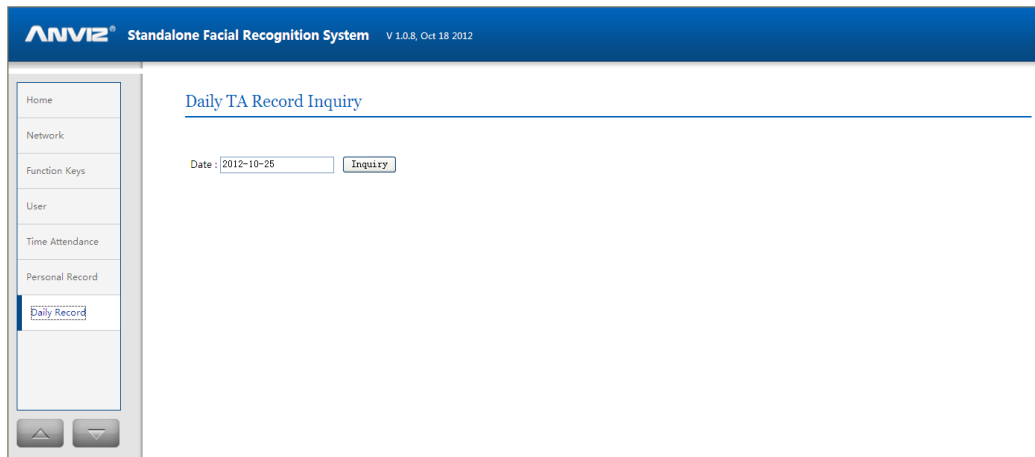 ANVIZ® Standalone Facial Recognition System V 1.0.8, Oct 18 2012
Home
Network
Function Keys
User
Time Attendance
Personal Record
Daily Record
Daily TA Record Inquiry
Date : 2012-10-25 Inquiry